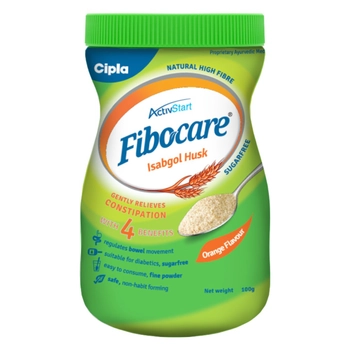 Proprietary Ayurvedic
Cipla
NATURAL HIGH FIBRE
ActivStart
Fibocare®
Isabgol Husk
SUGARFREE
GENTLY RELIEVES
CONSTIPATION
WITH 4 BENEFITS
regulates bowel movement
suitable for diabetics, sugarfree
easy to consume, fine powder
safe, non-habit forming
Orange Flavour
Net weight 100g